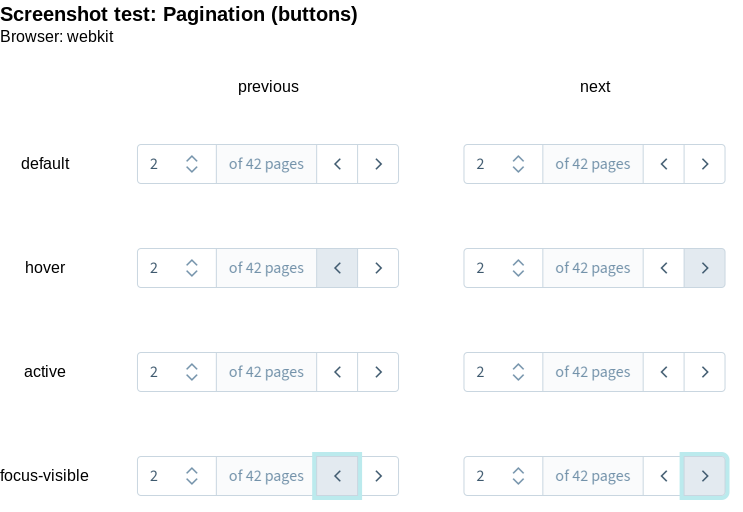 Screenshot test: Pagination (buttons)
Browser: webkit
previous next
default 2 of 42 pages 2 of 42 pages
hover 2 of 42 pages 2 of 42 pages
active 2 of 42 pages 2 of 42 pages
focus-visible 2 of 42 pages 2 of 42 pages